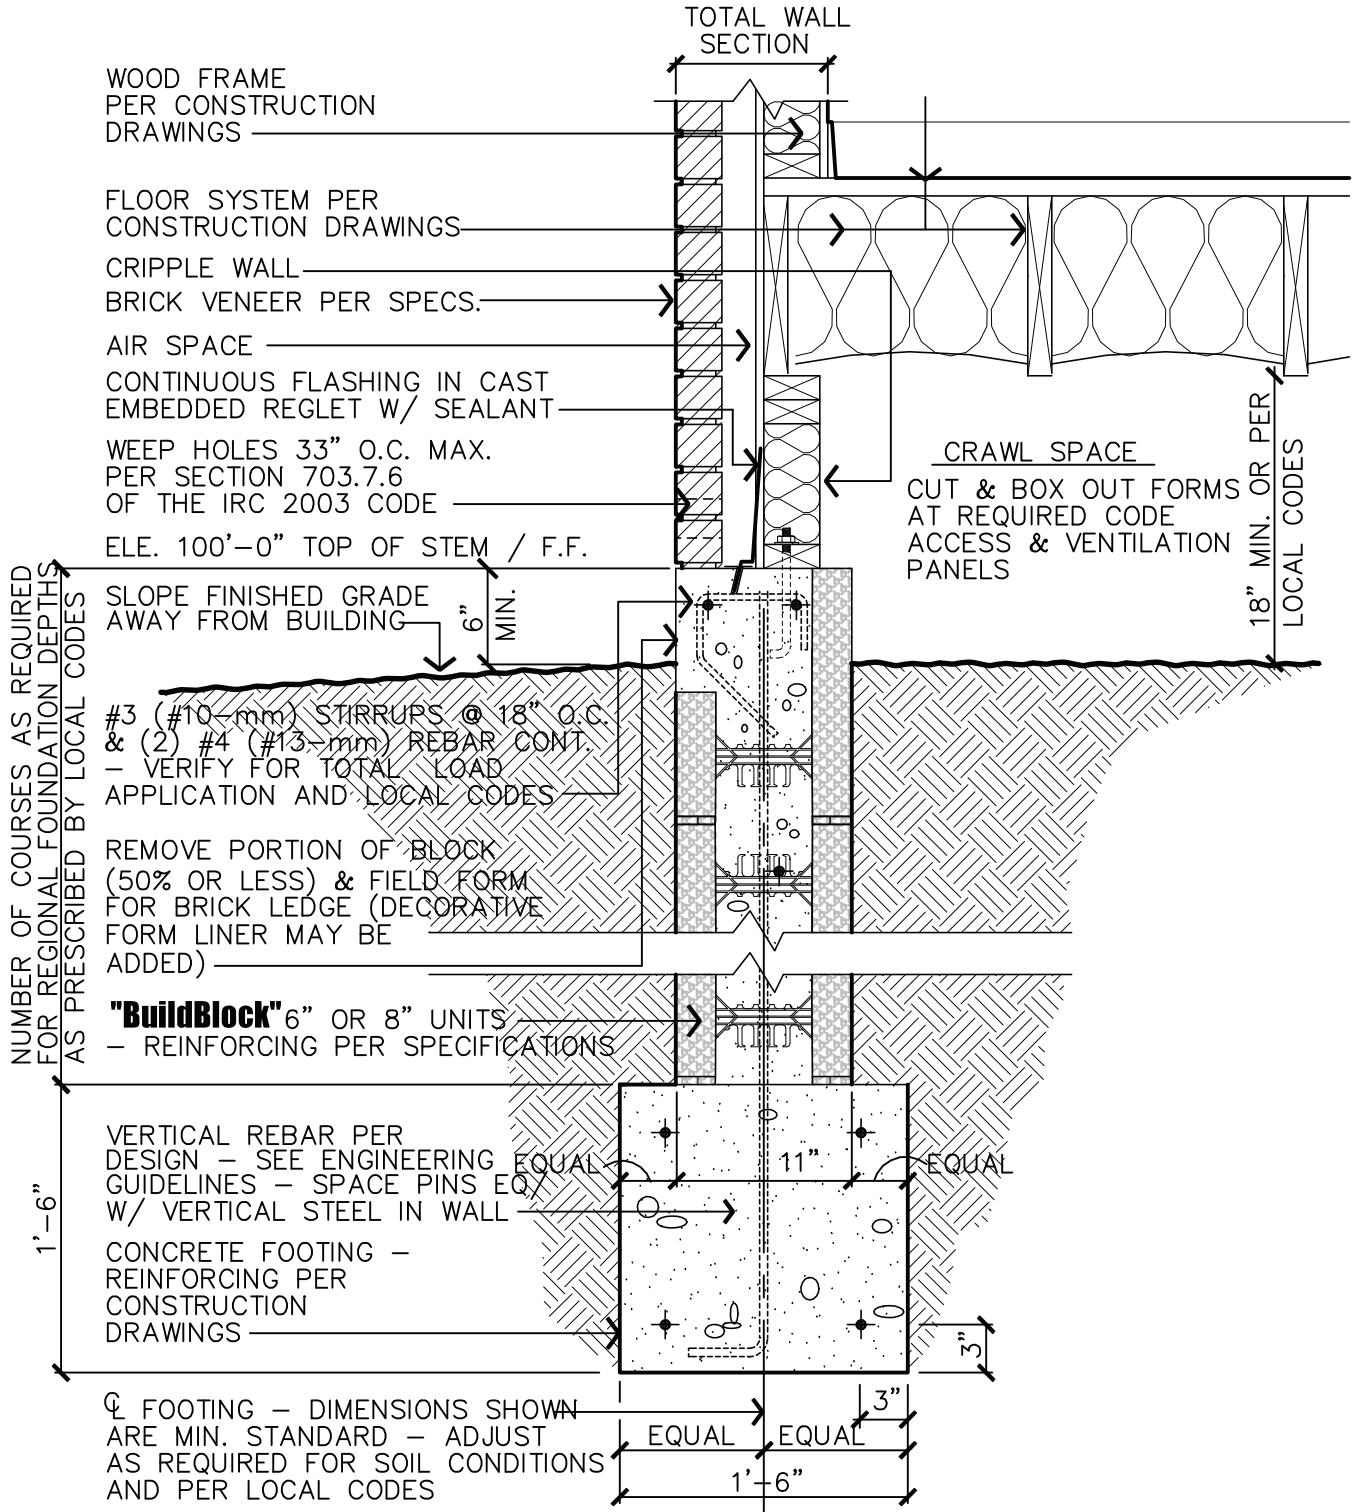 TOTAL WALL
SECTION
WOOD FRAME
PER CONSTRUCTION
DRAWINGS
FLOOR SYSTEM PER
CONSTRUCTION DRAWINGS
CRIPPLE WALL
BRICK VENEER PER SPECS.
AIR SPACE
CONTINUOUS FLASHING IN CAST
EMBEDDED REGLET W/ SEALANT
WEEP HOLES 33" O.C. MAX.
PER SECTION 703.7.6
OF THE IRC 2003 CODE
ELE. 100'-0" TOP OF STEM / F.F.
SLOPE FINISHED GRADE
AWAY FROM BUILDING
6"
MIN.
CRAWL SPACE
CUT & BOX OUT FORMS
AT REQUIRED CODE
ACCESS & VENTILATION
PANELS
18" MIN. OR PER
LOCAL CODES
NUMBER OF COURSES AS REQUIRED
FOR REGIONAL FOUNDATION DEPTHS
AS PRESCRIBED BY LOCAL CODES
#3 (#10-mm) STIRRUPS @ 18" O.C.
& (2) #4 (#13-mm) REBAR CONT.
- VERIFY FOR TOTAL LOAD
APPLICATION AND LOCAL CODES
REMOVE PORTION OF BLOCK
(50% OR LESS) & FIELD FORM
FOR BRICK LEDGE (DECORATIVE
FORM LINER MAY BE
ADDED)
"BuildBlock" 6" OR 8" UNITS
- REINFORCING PER SPECIFICATIONS
VERTICAL REBAR PER
DESIGN - SEE ENGINEERING
GUIDELINES - SPACE PINS EQ/
W/ VERTICAL STEEL IN WALL
EQUAL
11"
EQUAL
1'-6"
CONCRETE FOOTING -
REINFORCING PER
CONSTRUCTION
DRAWINGS
3"
℄ FOOTING - DIMENSIONS SHOWN
ARE MIN. STANDARD - ADJUST
AS REQUIRED FOR SOIL CONDITIONS
AND PER LOCAL CODES
3"
EQUAL
EQUAL
1'-6"